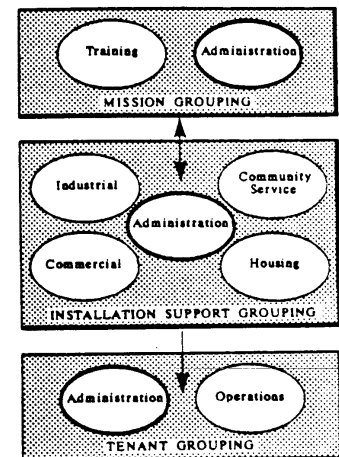 Training
Administration
MISSION GROUPING
Industrial
Community
Service
Administration
Commercial
Housing
INSTALLATION SUPPORT GROUPING
Administration
Operations
TENANT GROUPING